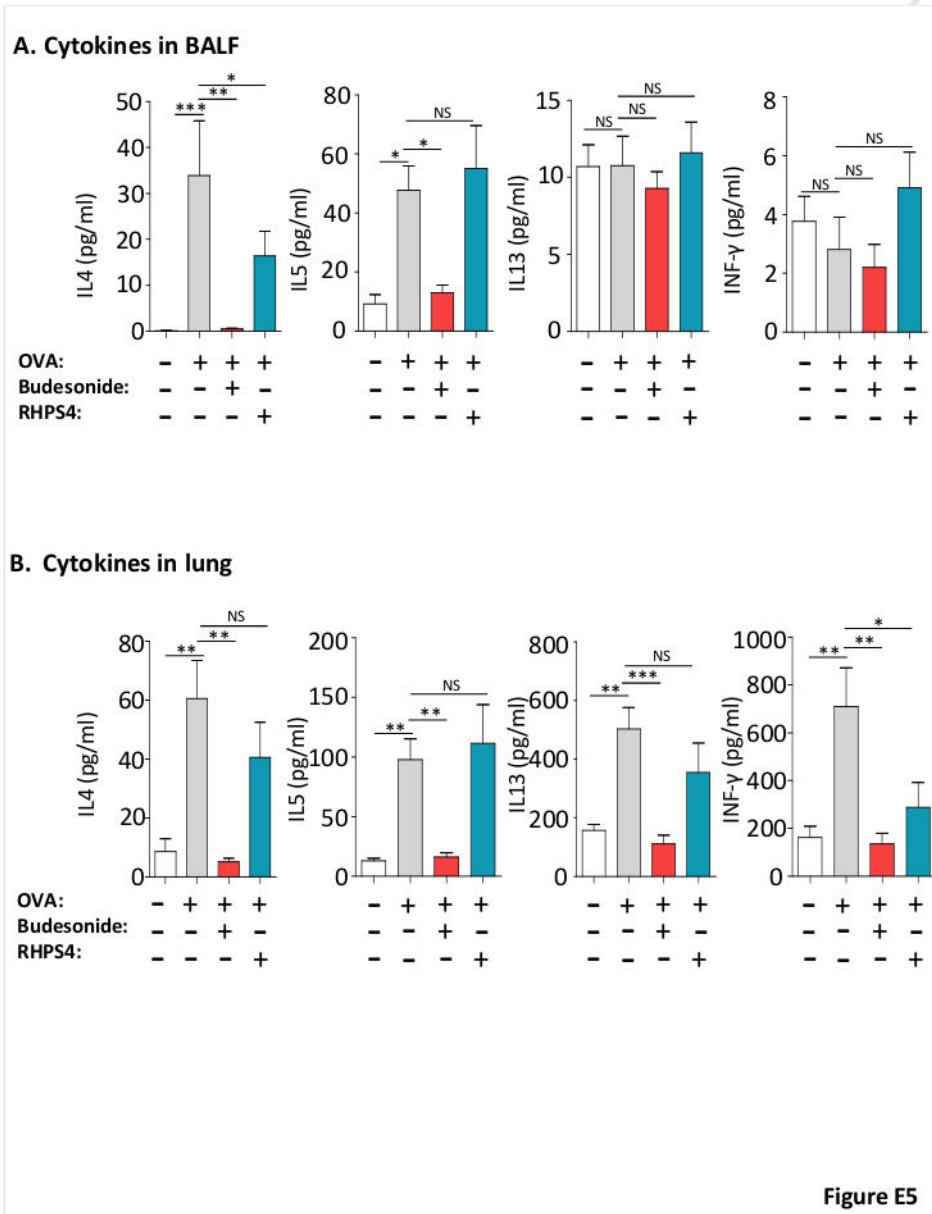 A. Cytokines in BALF
*
**
***
50
40
30
20
10
0
IL4 (pg/ml)
NS
*
*
80
60
40
20
0
IL5 (pg/ml)
NS
NS
NS
15
10
5
0
IL13 (pg/ml)
NS
NS
NS
8
6
4
2
0
INF-γ (pg/ml)
OVA: – + + + – + + + – + + + – + + +
Budesonide: – – + – – – + – – – + – – – + –
RHPS4: – – – + – – – + – – – + – – – +
B. Cytokines in lung
NS
**
**
80
60
40
20
0
IL4 (pg/ml)
NS
**
**
200
150
100
50
0
IL5 (pg/ml)
NS
***
**
800
600
400
200
0
IL13 (pg/ml)
*
**
**
1000
800
600
400
200
0
INF-γ (pg/ml)
OVA: – + + + – + + + – + + + – + + +
Budesonide: – – + – – – + – – – + – – – + –
RHPS4: – – – + – – – + – – – + – – – +
Figure E5